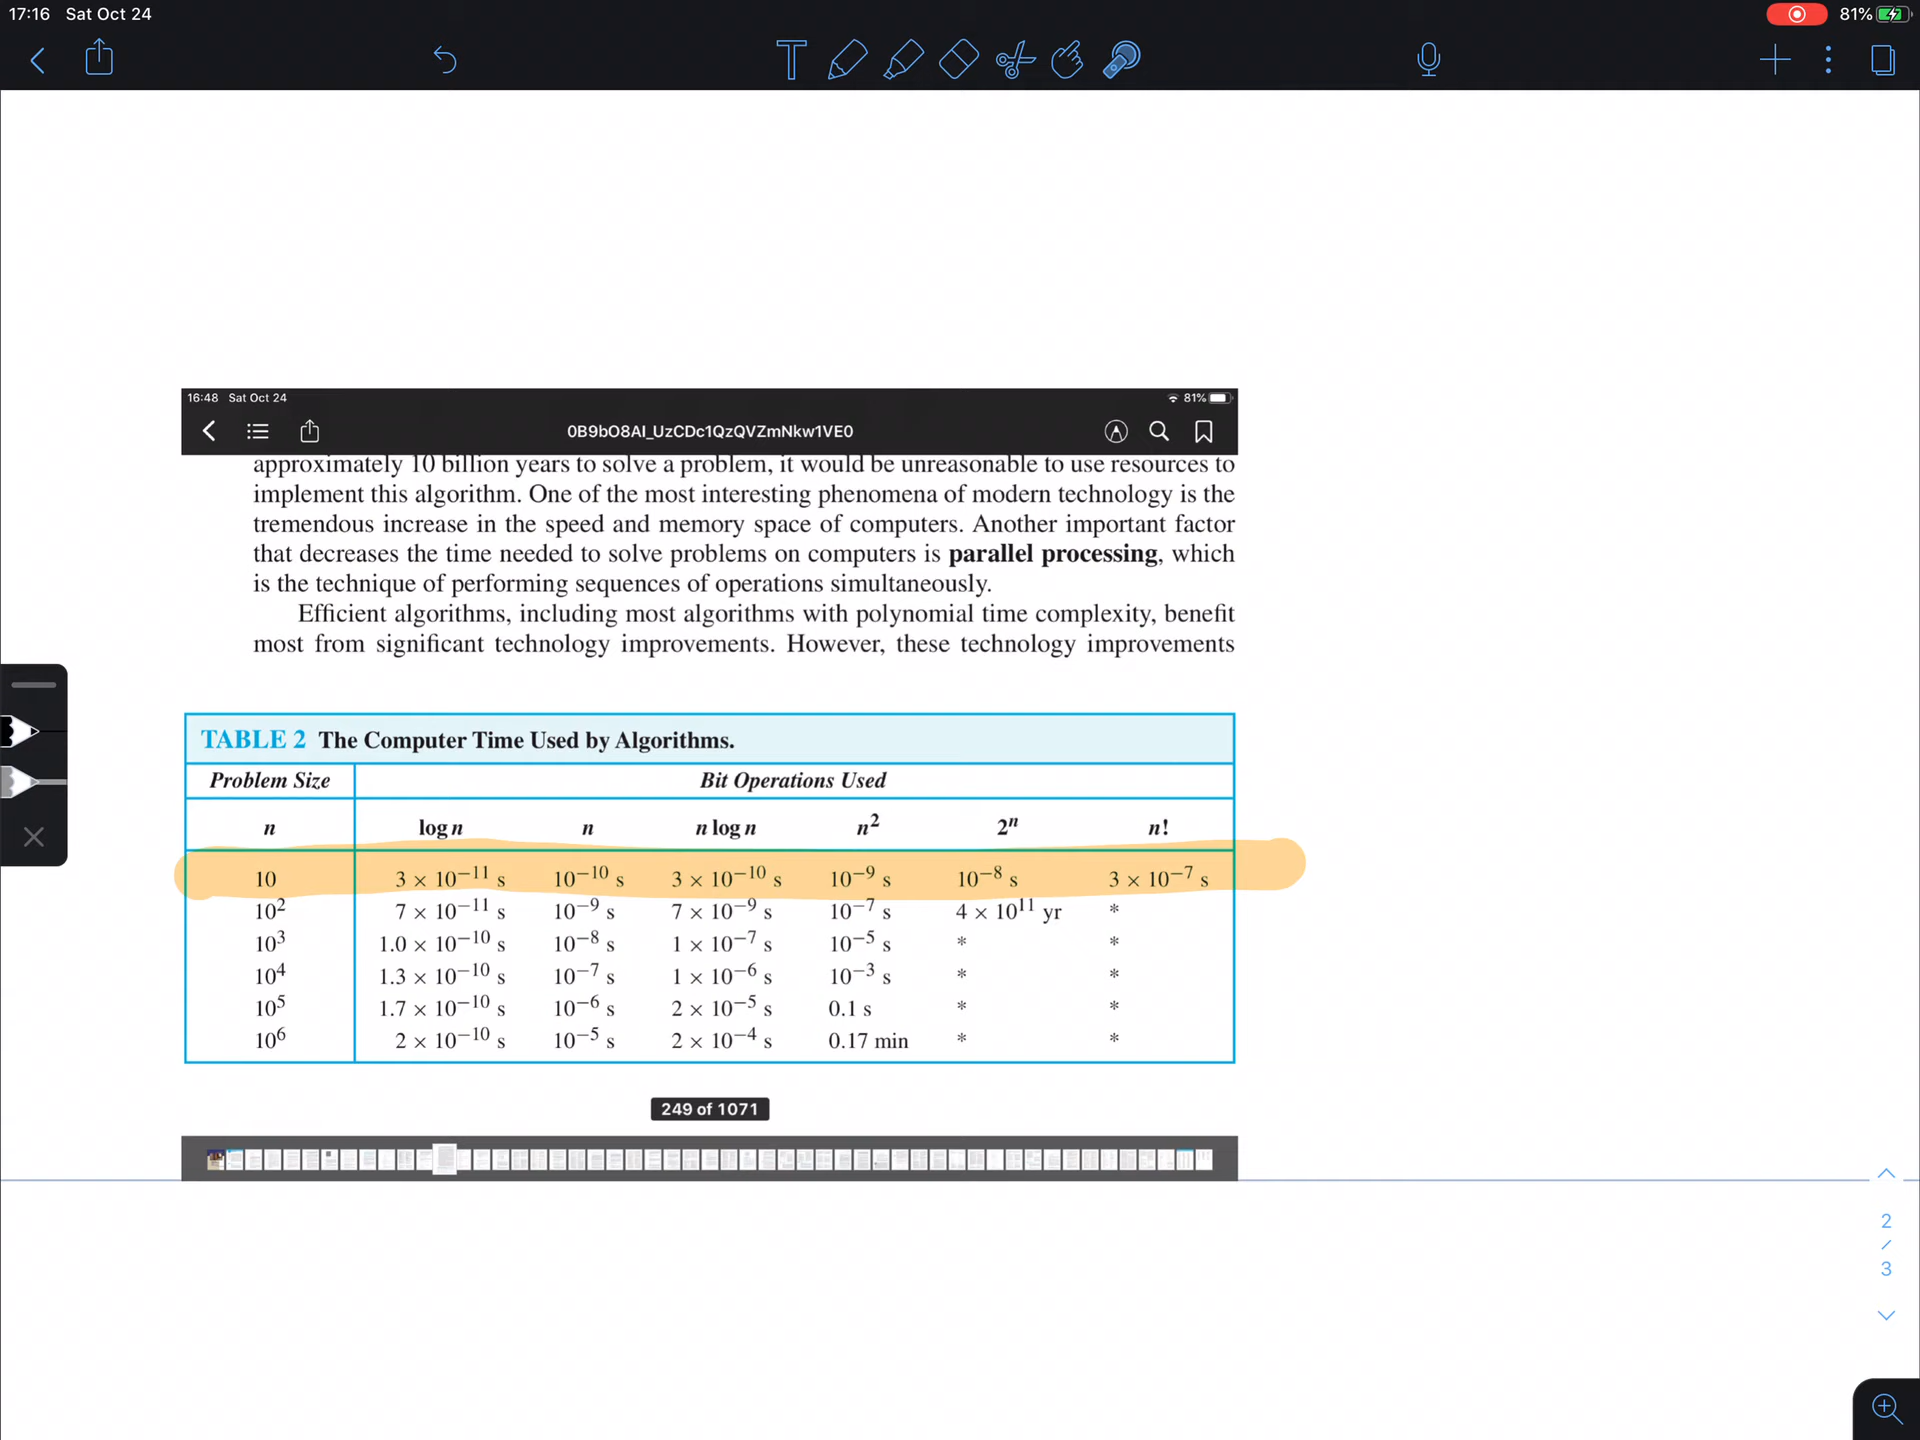 17:16 Sat Oct 24
81%
16:48 Sat Oct 24
81%
0B9bO8AI_UzCDc1QzQVZmNkw1VE0
approximately 10 billion years to solve a problem, it would be unreasonable to use resources to
implement this algorithm. One of the most interesting phenomena of modern technology is the
tremendous increase in the speed and memory space of computers. Another important factor
that decreases the time needed to solve problems on computers is parallel processing, which
is the technique of performing sequences of operations simultaneously.
Efficient algorithms, including most algorithms with polynomial time complexity, benefit
most from significant technology improvements. However, these technology improvements
TABLE 2 The Computer Time Used by Algorithms.
Problem Size Bit Operations Used
n log n n n log n n² 2ⁿ n!
10 3 × 10⁻¹¹ s 10⁻¹⁰ s 3 × 10⁻¹⁰ s 10⁻⁹ s 10⁻⁸ s 3 × 10⁻⁷ s
10² 7 × 10⁻¹¹ s 10⁻⁹ s 7 × 10⁻⁹ s 10⁻⁷ s 4 × 10¹¹ yr *
10³ 1.0 × 10⁻¹⁰ s 10⁻⁸ s 1 × 10⁻⁷ s 10⁻⁵ s * *
10⁴ 1.3 × 10⁻¹⁰ s 10⁻⁷ s 1 × 10⁻⁶ s 10⁻³ s * *
10⁵ 1.7 × 10⁻¹⁰ s 10⁻⁶ s 2 × 10⁻⁵ s 0.1 s * *
10⁶ 2 × 10⁻¹⁰ s 10⁻⁵ s 2 × 10⁻⁴ s 0.17 min * *
249 of 1071
2
/
3